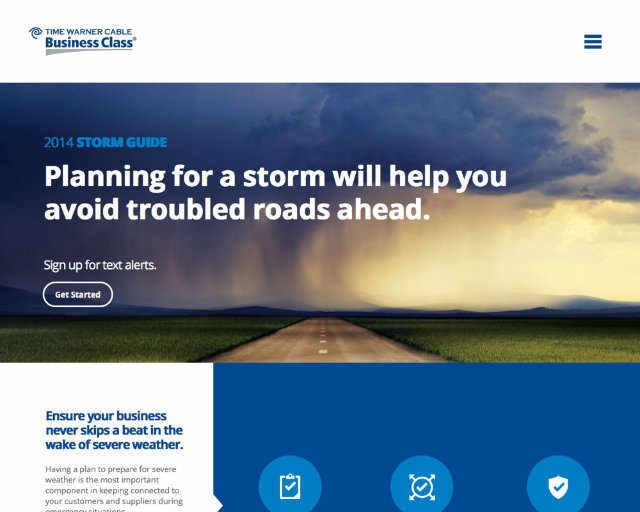 TIME WARNER CABLE
Business Class®
2014 STORM GUIDE
Planning for a storm will help you
avoid troubled roads ahead.
Sign up for text alerts.
Get Started
Ensure your business
never skips a beat in the
wake of severe weather.
Having a plan to prepare for severe
weather is the most important
component in keeping connected to
your customers and suppliers during
emergency situations.